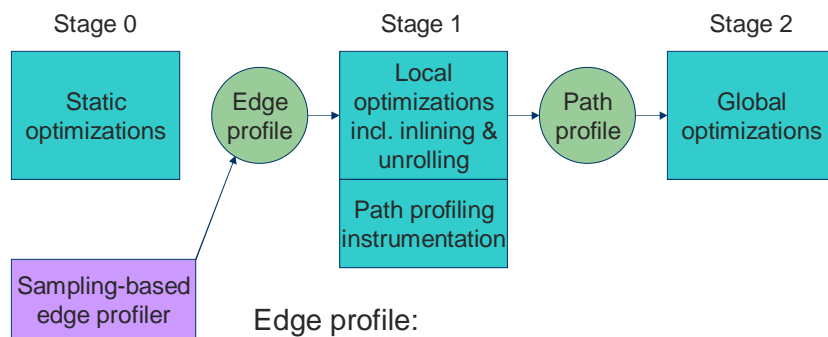 Stage 0
Stage 1
Stage 2
Static
optimizations
Edge
profile
Local
optimizations
incl. inlining &
unrolling
Path
profile
Global
optimizations
Path profiling
instrumentation
Sampling-based
edge profiler
Edge profile: